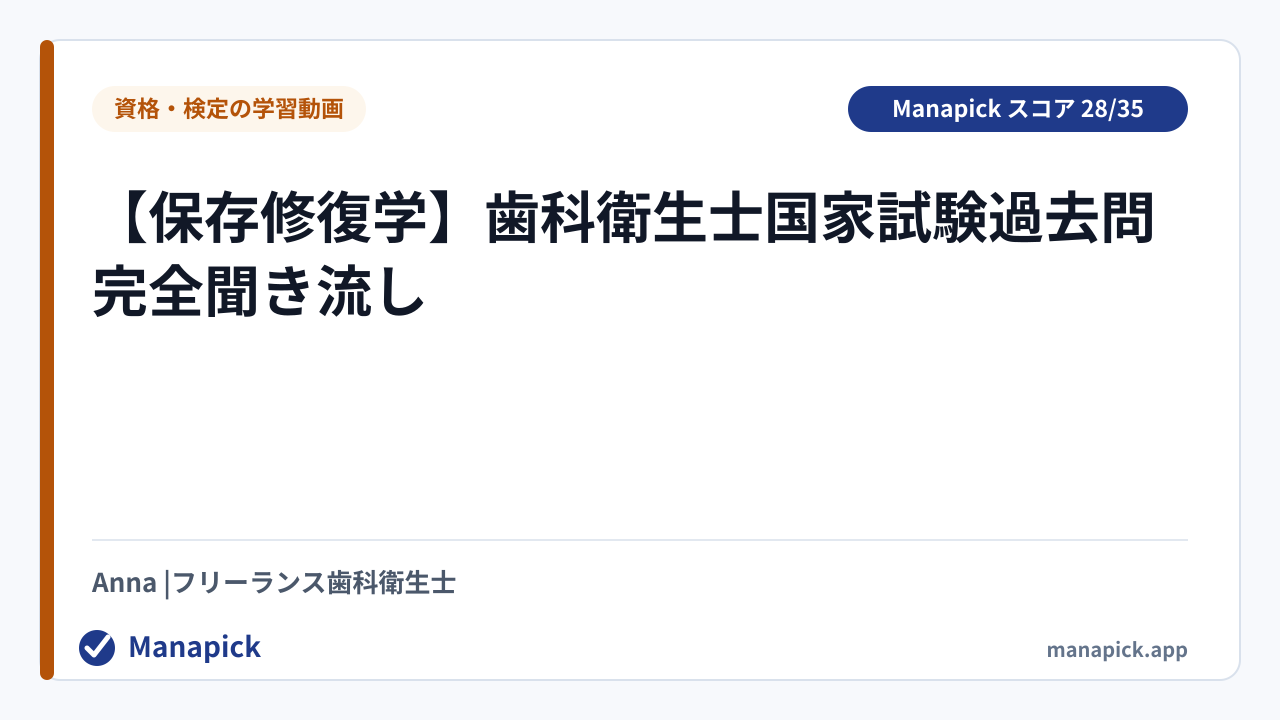 資格・検定の学習動画
Manapick スコア 28/35
【保存修復学】歯科衛生士国家試験過去問
完全聞き流し
Anna |フリーランス歯科衛生士
Manapick
manapick.app